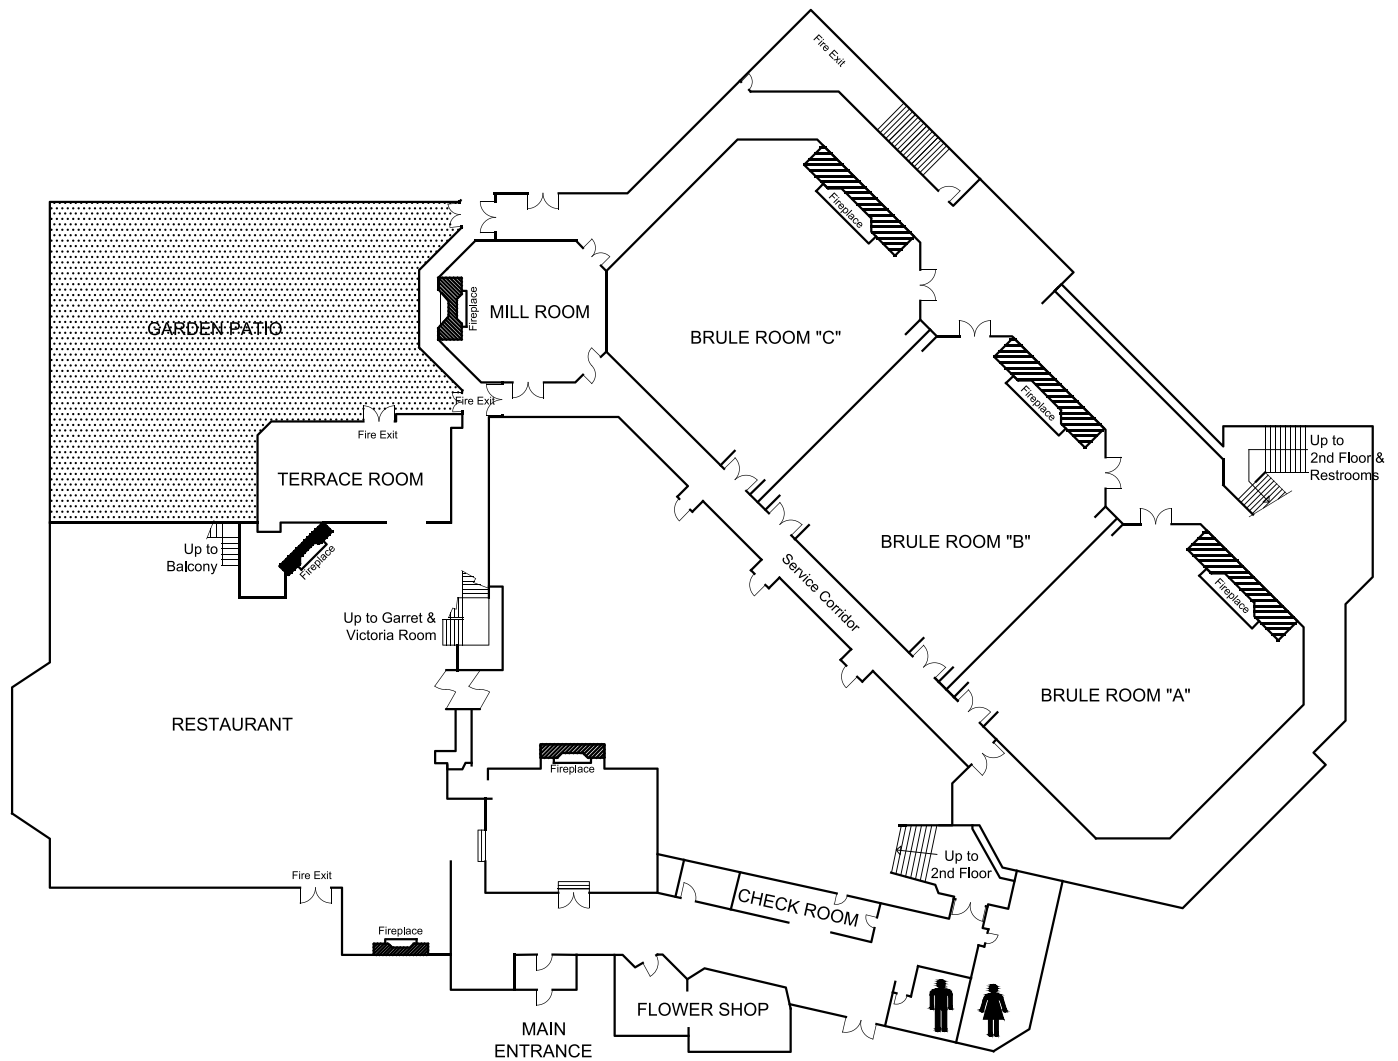 Fire Exit
Fireplace
MILL ROOM
Fireplace
GARDEN PATIO
BRULE ROOM "C"
Fireplace
Fire Exit
Fire Exit
Up to
2nd Floor &
Restrooms
TERRACE ROOM
Up to
Balcony
Fireplace
BRULE ROOM "B"
Service Corridor
Fireplace
Up to Garret &
Victoria Room
BRULE ROOM "A"
RESTAURANT
Fireplace
Up to
2nd Floor
Fire Exit
CHECK ROOM
Fireplace
FLOWER SHOP
MAIN
ENTRANCE